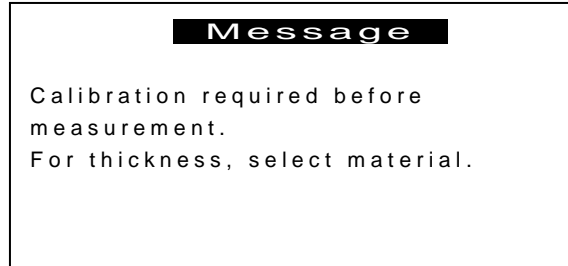 Message
Calibration required before
measurement.
For thickness, select material.